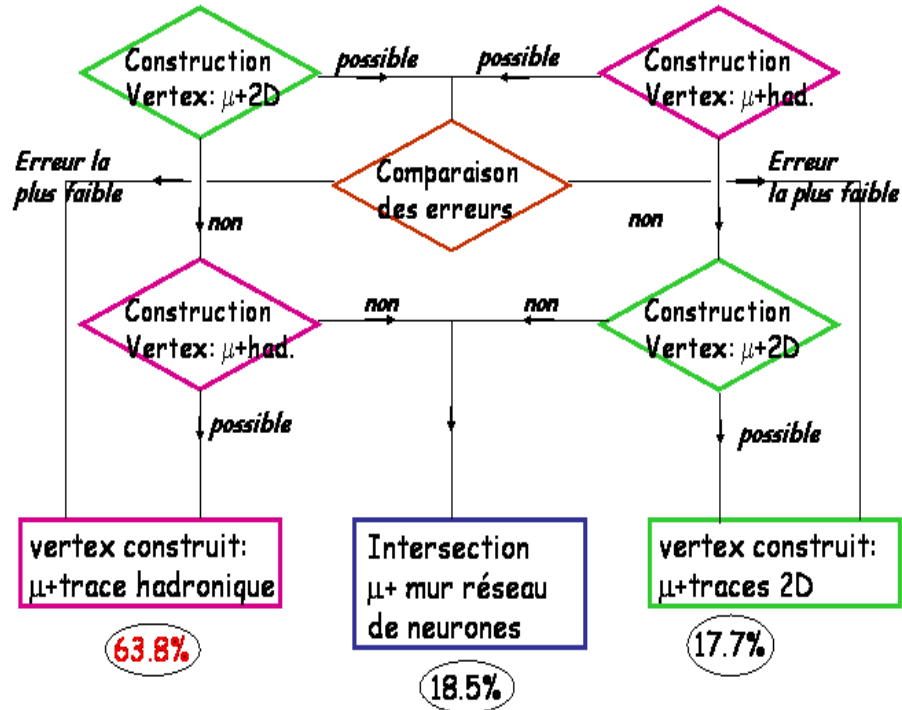 Construction
Vertex: μ+2D
possible
possible
Construction
Vertex: μ+had.
Erreur la
plus faible
Comparaison
des erreurs
Erreur
la plus faible
non
non
Construction
Vertex: μ+had.
non
non
Construction
Vertex: μ+2D
possible
possible
vertex construit:
μ+trace hadronique
Intersection
μ+ mur réseau
de neurones
vertex construit:
μ+traces 2D
63.8%
18.5%
17.7%